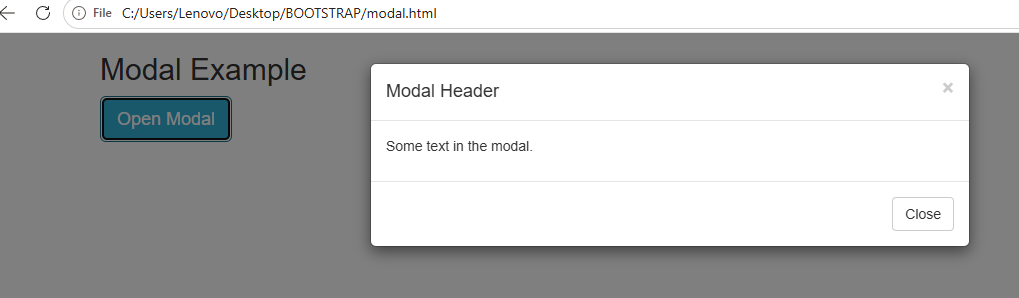 File C:/Users/Lenovo/Desktop/BOOTSTRAP/modal.html
Modal Example
Open Modal
Modal Header ×
Some text in the modal.
Close